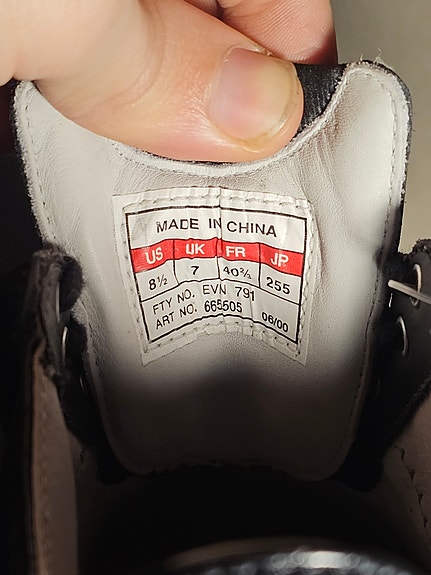 MADE IN CHINA
US UK FR JP
8½ 7 40⅔ 255
FTY NO. EVN 791
ART NO. 665505 06/00